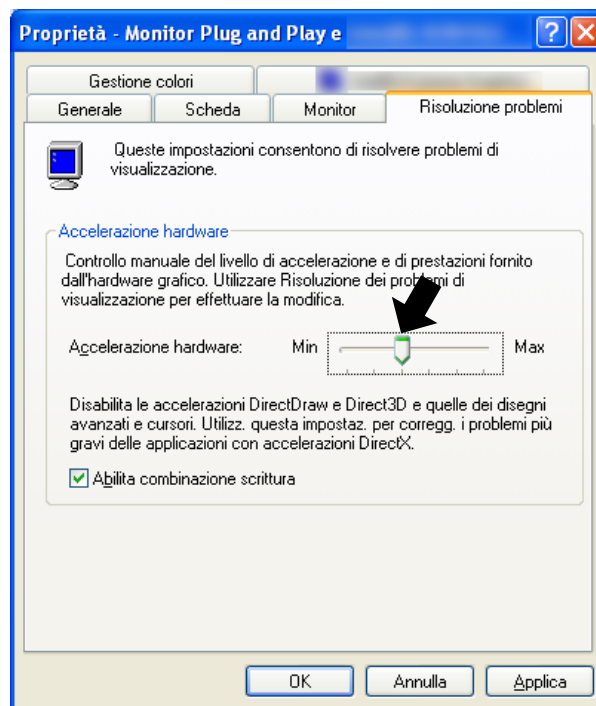 Proprietà - Monitor Plug and Play e
Gestione colori
Generale Scheda Monitor Risoluzione problemi
Queste impostazioni consentono di risolvere problemi di
visualizzazione.
Accelerazione hardware
Controllo manuale del livello di accelerazione e di prestazioni fornito
dall'hardware grafico. Utilizzare Risoluzione dei problemi di
visualizzazione per effettuare la modifica.
Accelerazione hardware: Min Max
Disabilita le accelerazioni DirectDraw e Direct3D e quelle dei disegni
avanzati e cursori. Utilizz. questa impostaz. per corregg. i problemi più
gravi delle applicazioni con accelerazioni DirectX.
Abilita combinazione scrittura
OK Annulla Applica